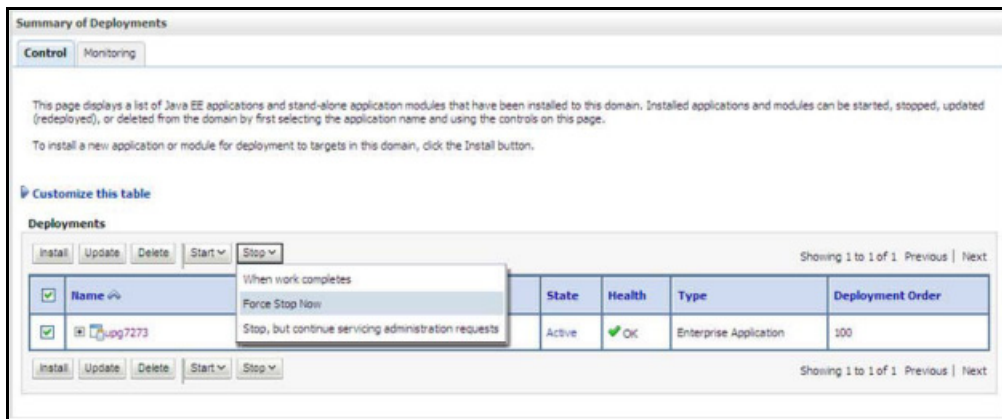 Summary of Deployments
Control Monitoring
This page displays a list of Java EE applications and stand-alone application modules that have been installed to this domain. Installed applications and modules can be started, stopped, updated
(redeployed), or deleted from the domain by first selecting the application name and using the controls on this page.
To install a new application or module for deployment to targets in this domain, click the Install button.
Customize this table
Deployments
Install Update Delete Start Stop Showing 1 to 1 of 1 Previous | Next
When work completes
Force Stop Now
Stop, but continue servicing administration requests
Name State Health Type Deployment Order
upg7273 Active OK Enterprise Application 100
Install Update Delete Start Stop Showing 1 to 1 of 1 Previous | Next